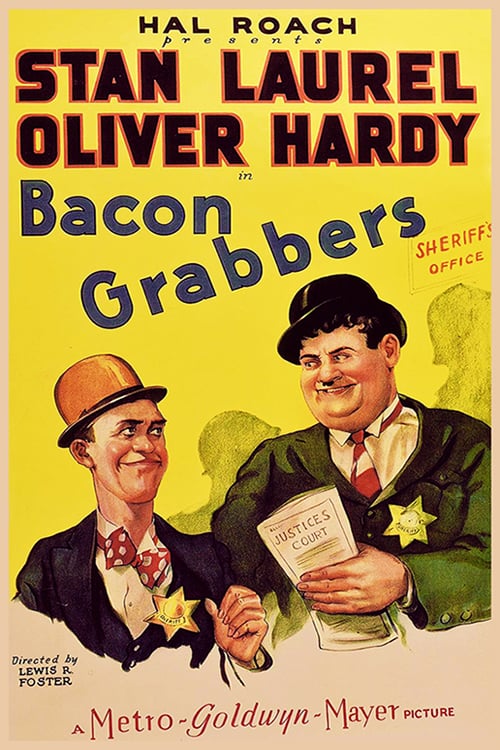 HAL ROACH
presents
STAN LAUREL
OLIVER HARDY
in
Bacon
Grabbers
SHERIFF'S
OFFICE
JUSTICES
COURT
SHERIFF
Directed by
LEWIS R.
FOSTER
A Metro-Goldwyn-Mayer PICTURE